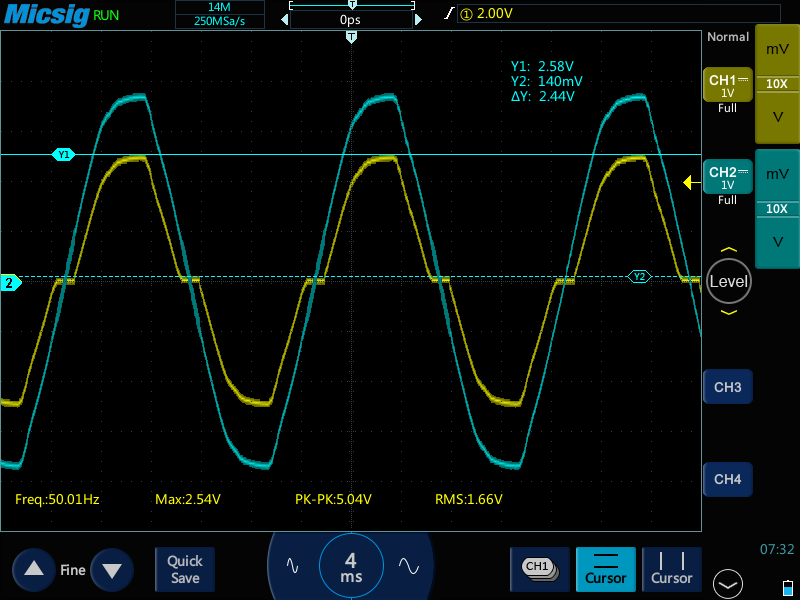 Micsig RUN
14M
250MSa/s
T
0ps
① 2.00V
T
Y1: 2.58V
Y2: 140mV
ΔY: 2.44V
Normal
mV
CH1
1V
10X
Full
V
Y1
CH2
1V
mV
Full
10X
V
2
Y2
Level
CH3
CH4
Freq.:50.01Hz
Max:2.54V
PK-PK:5.04V
RMS:1.66V
Fine
Quick
Save
4
ms
CH1
Cursor
Cursor
07:32